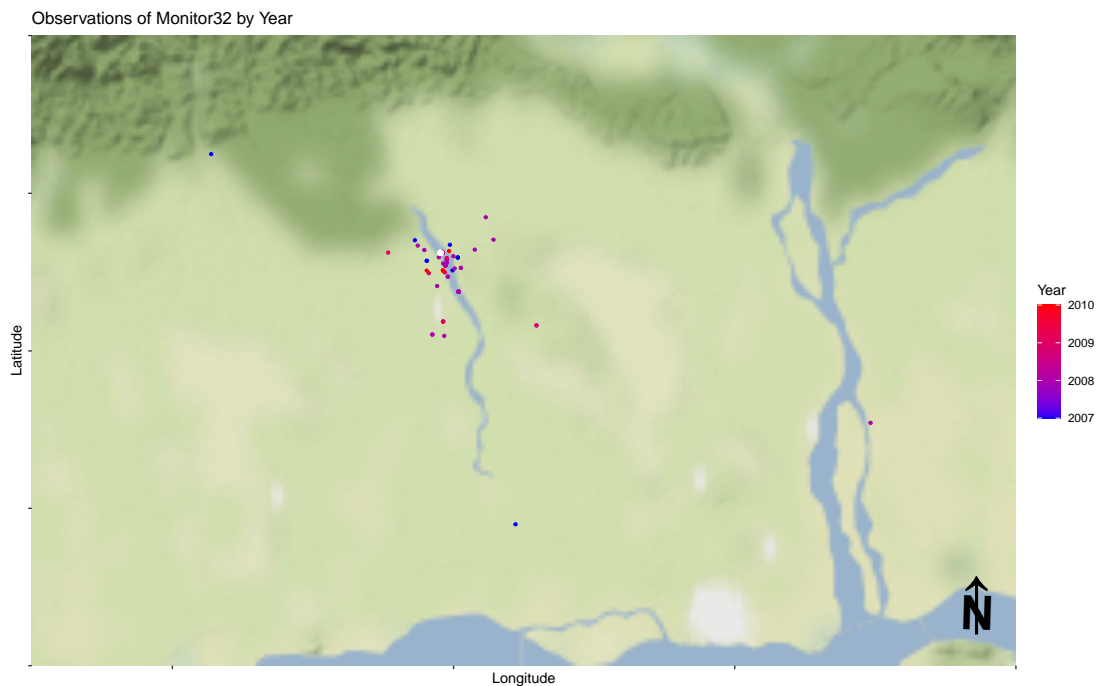 Observations of Monitor32 by Year
Latitude
Year
2010
2009
2008
2007
N
Longitude